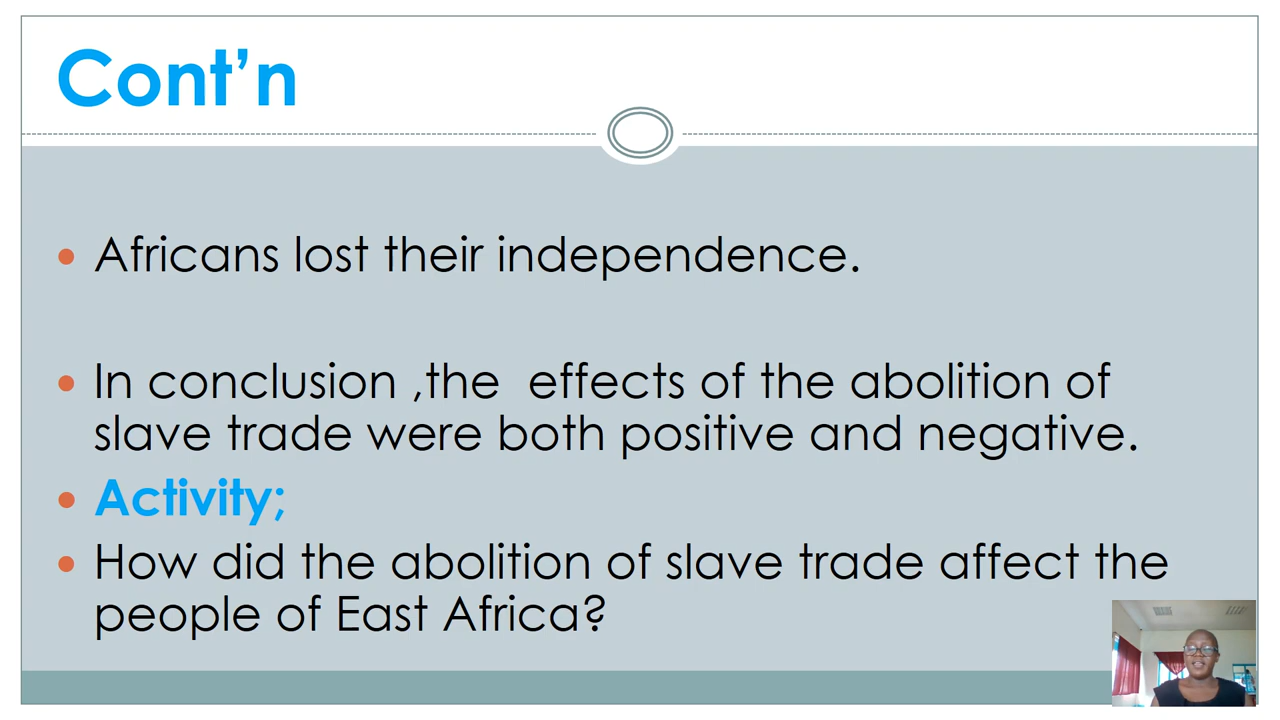 Cont’n
Africans lost their independence.
In conclusion ,the  effects of the abolition of
slave trade were both positive and negative.
Activity;
How did the abolition of slave trade affect the
people of East Africa?